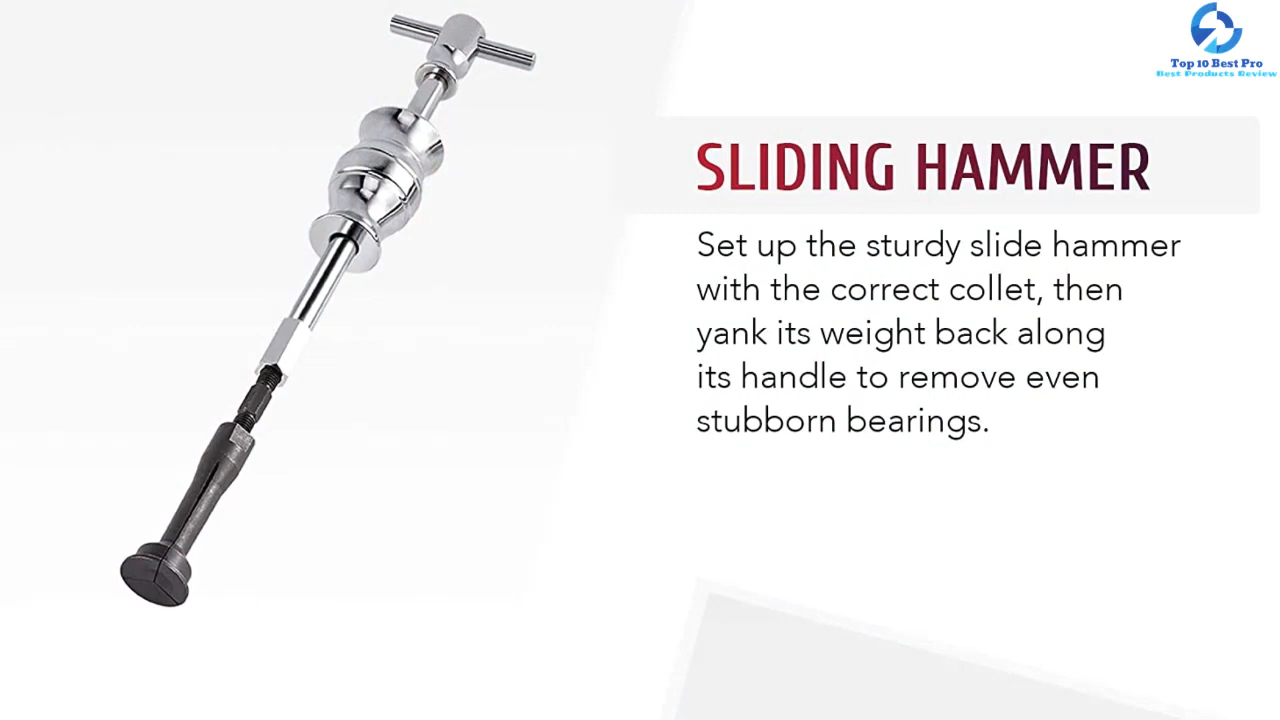 Top 10 Best Pro
Best Products Review
SLIDING HAMMER
Set up the sturdy slide hammer
with the correct collet, then
yank its weight back along
its handle to remove even
stubborn bearings.